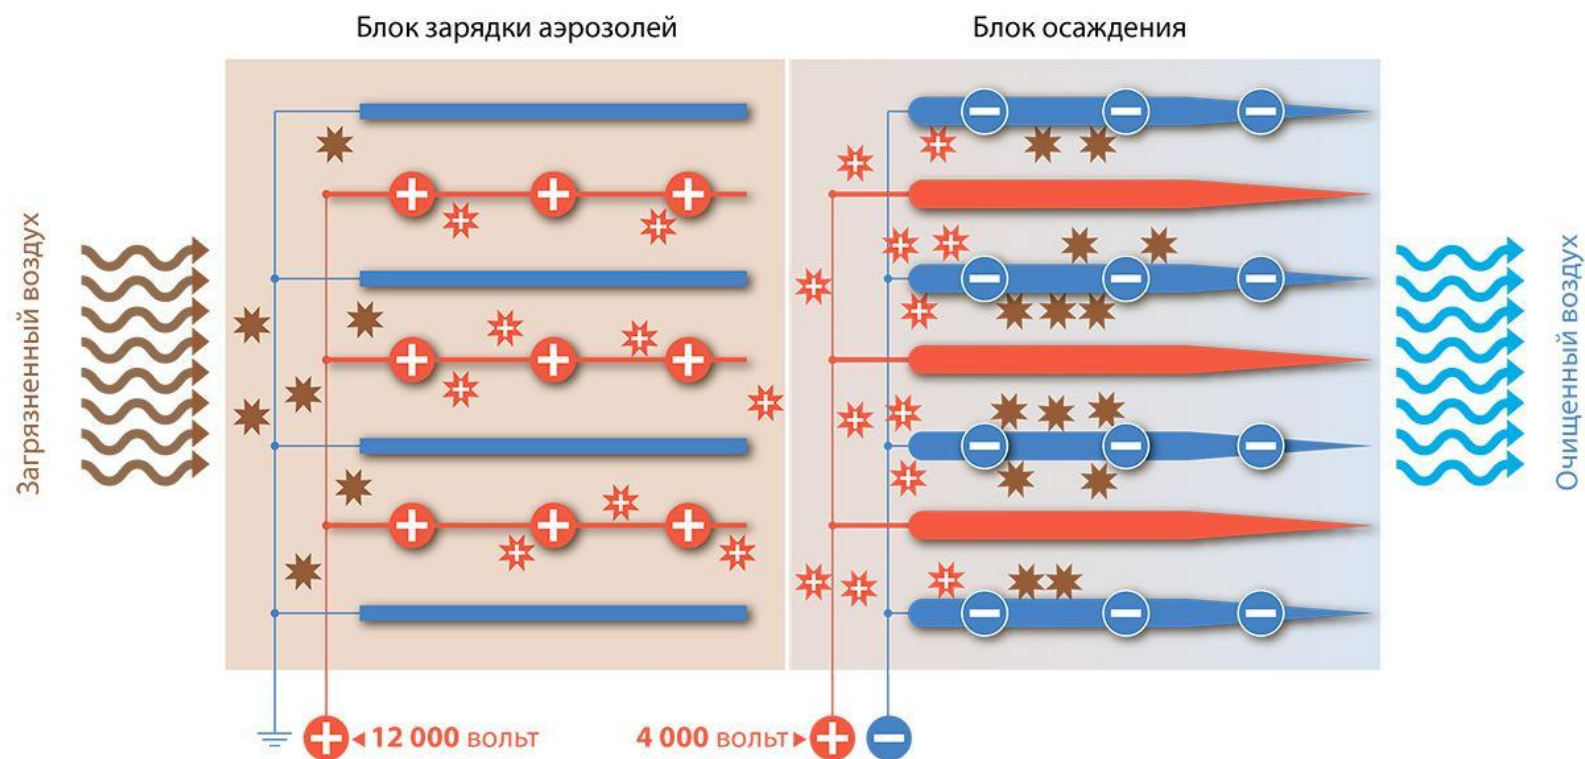 Блок зарядки аэрозолей
Блок осаждения
Загрязненный воздух
Очищенный воздух
12 000 вольт
4 000 вольт